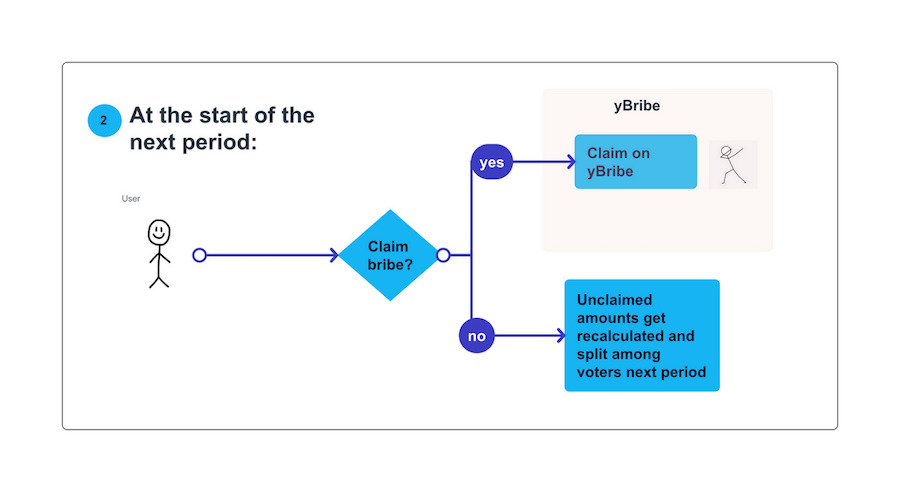 2
At the start of the
next period:
User
Claim
bribe?
yes
yBribe
Claim on
yBribe
no
Unclaimed
amounts get
recalculated and
split among
voters next period